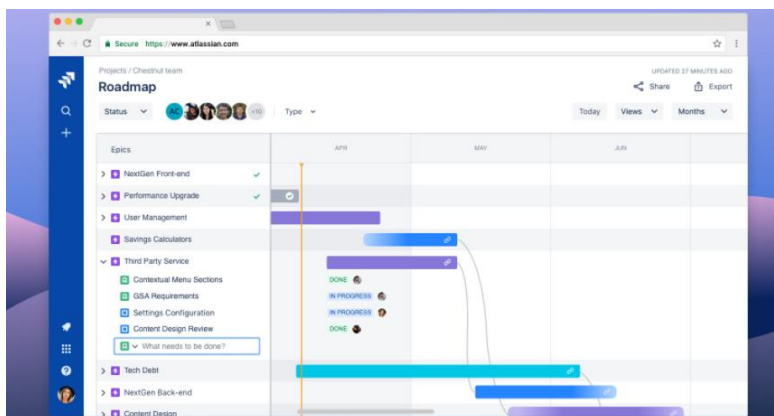 Secure https://www.atlassian.com
Projects / Chestnut team
UPDATED 27 MINUTES AGO
Roadmap
Share
Export
Status
AC
+10
Type
Today
Views
Months
Epics
APR
MAY
JUN
NextGen Front-end
Performance Upgrade
User Management
Savings Calculators
Third Party Service
Contextual Menu Sections
DONE
GSA Requirements
IN PROGRESS
Settings Configuration
IN PROGRESS
Content Design Review
DONE
What needs to be done?
Tech Debt
NextGen Back-end
Content Design